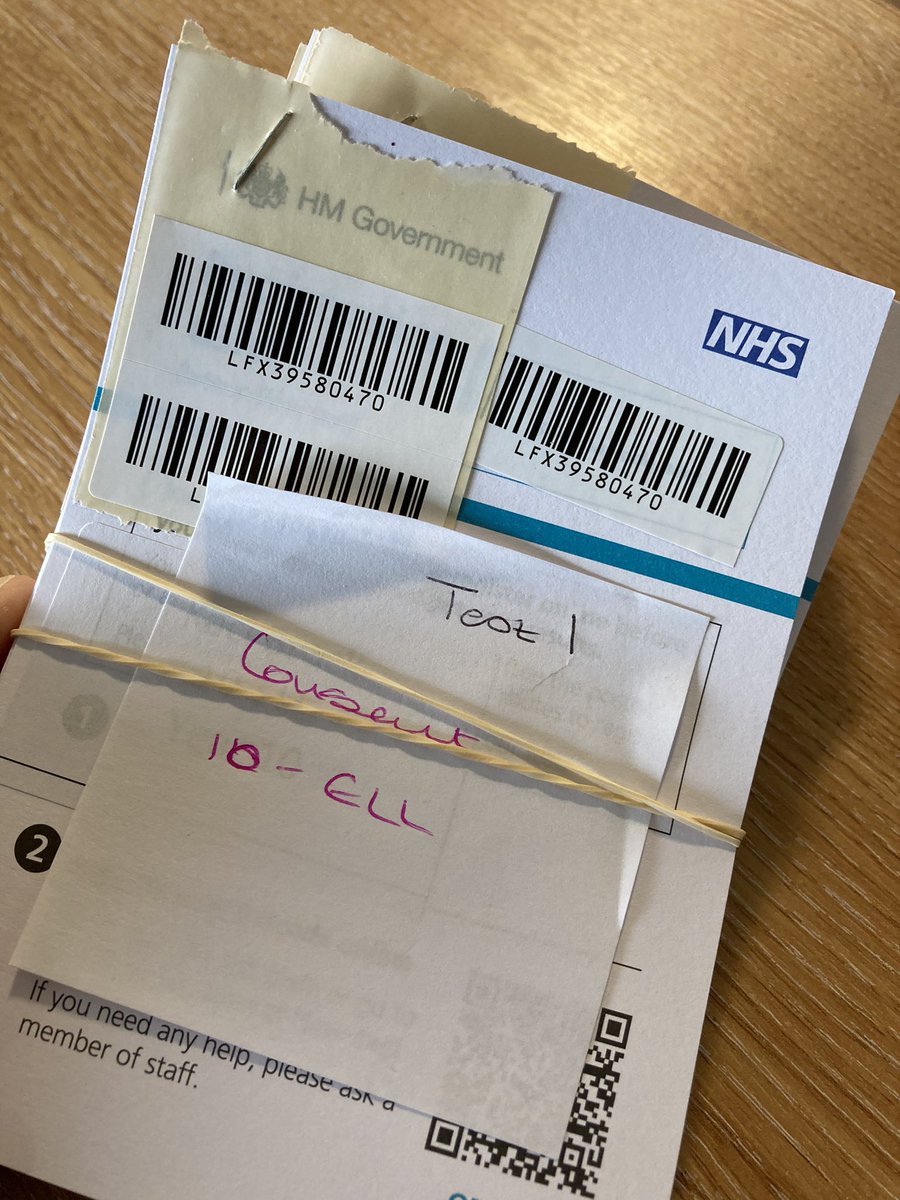 HM Government
NHS
LFX39580470
LFX39580470
Test 1
Consent
10 - ELL
2
If you need any help, please ask a
member of staff.